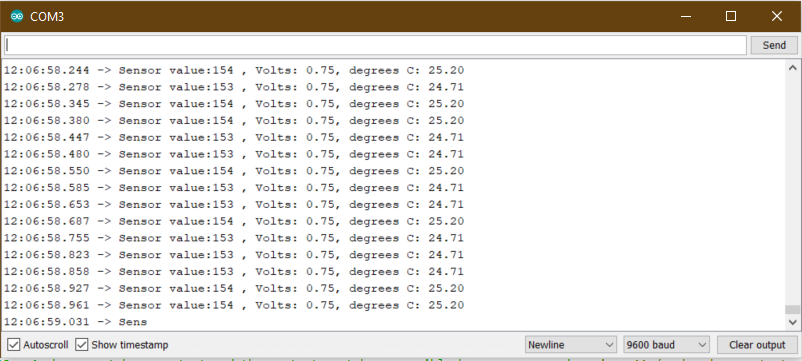 COM3
Send
12:06:58.244 -> Sensor value:154 , Volts: 0.75, degrees C: 25.20
12:06:58.278 -> Sensor value:153 , Volts: 0.75, degrees C: 24.71
12:06:58.345 -> Sensor value:154 , Volts: 0.75, degrees C: 25.20
12:06:58.380 -> Sensor value:154 , Volts: 0.75, degrees C: 25.20
12:06:58.447 -> Sensor value:153 , Volts: 0.75, degrees C: 24.71
12:06:58.480 -> Sensor value:153 , Volts: 0.75, degrees C: 24.71
12:06:58.550 -> Sensor value:154 , Volts: 0.75, degrees C: 25.20
12:06:58.585 -> Sensor value:153 , Volts: 0.75, degrees C: 24.71
12:06:58.653 -> Sensor value:153 , Volts: 0.75, degrees C: 24.71
12:06:58.687 -> Sensor value:154 , Volts: 0.75, degrees C: 25.20
12:06:58.755 -> Sensor value:153 , Volts: 0.75, degrees C: 24.71
12:06:58.823 -> Sensor value:153 , Volts: 0.75, degrees C: 24.71
12:06:58.858 -> Sensor value:153 , Volts: 0.75, degrees C: 24.71
12:06:58.927 -> Sensor value:154 , Volts: 0.75, degrees C: 25.20
12:06:58.961 -> Sensor value:154 , Volts: 0.75, degrees C: 25.20
12:06:59.031 -> Sens
Autoscroll Show timestamp Newline 9600 baud Clear output